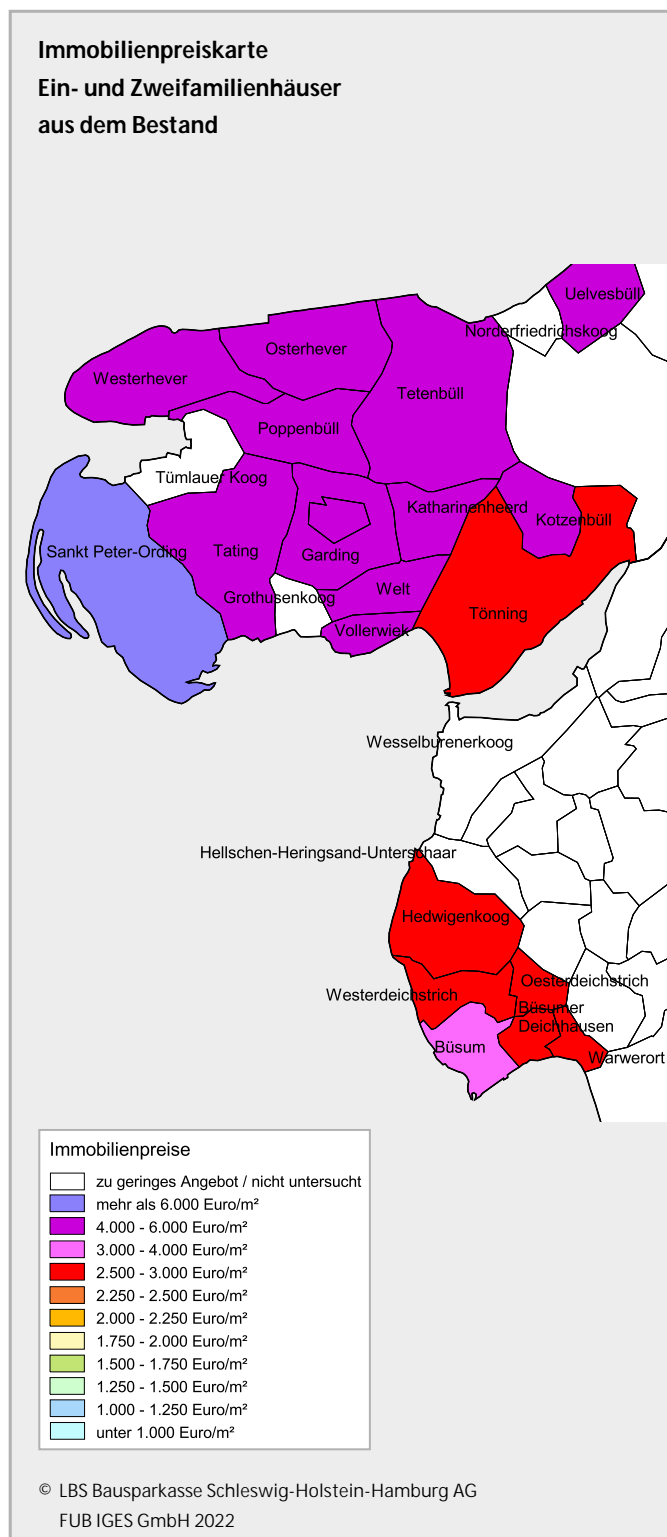 Immobilienpreiskarte
Ein- und Zweifamilienhäuser
aus dem Bestand
Uelvesbüll
Norderfriedrichskoog
Osterhever
Westerhever
Tetenbüll
Poppenbüll
Tümlauer Koog
Katharinenheerd
Kotzenbüll
Sankt Peter-Ording
Tating
Garding
Welt
Grothusenkoog
Tönning
Vollerwiek
Wesselburenerkoog
Hellschen-Heringsand-Unterschaar
Hedwigenkoog
Oesterdeichstrich
Westerdeichstrich
Büsumer
Deichhausen
Büsum
Warwerort
Immobilienpreise
zu geringes Angebot / nicht untersucht
mehr als 6.000 Euro/m²
4.000 - 6.000 Euro/m²
3.000 - 4.000 Euro/m²
2.500 - 3.000 Euro/m²
2.250 - 2.500 Euro/m²
2.000 - 2.250 Euro/m²
1.750 - 2.000 Euro/m²
1.500 - 1.750 Euro/m²
1.250 - 1.500 Euro/m²
1.000 - 1.250 Euro/m²
unter 1.000 Euro/m²
© LBS Bausparkasse Schleswig-Holstein-Hamburg AG
FUB IGES GmbH 2022